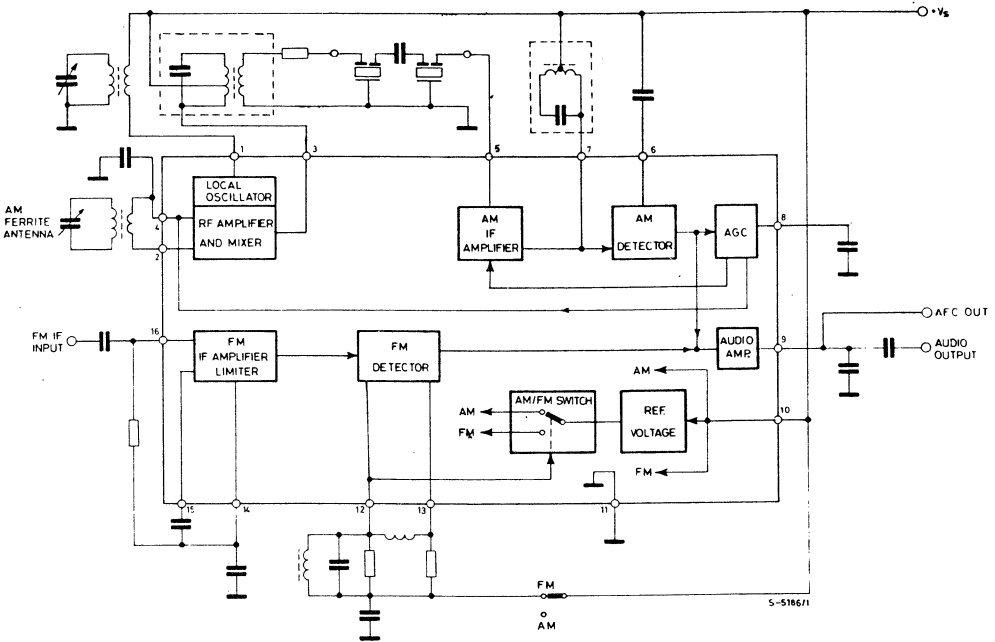 +Vs
1
3
5
7
6
LOCAL
OSCILLATOR
RF AMPLIFIER
AND MIXER
AM
FERRITE
ANTENNA
4
2
AM
IF
AMPLIFIER
AM
DETECTOR
AGC
8
FM IF
INPUT
16
FM
IF AMPLIFIER
LIMITER
FM
DETECTOR
AUDIO
AMP.
9
AFC OUT
AUDIO
OUTPUT
AM
AM/FM SWITCH
AM
FM
REF.
VOLTAGE
10
FM
15
14
12
13
11
FM
AM
S-5186/1